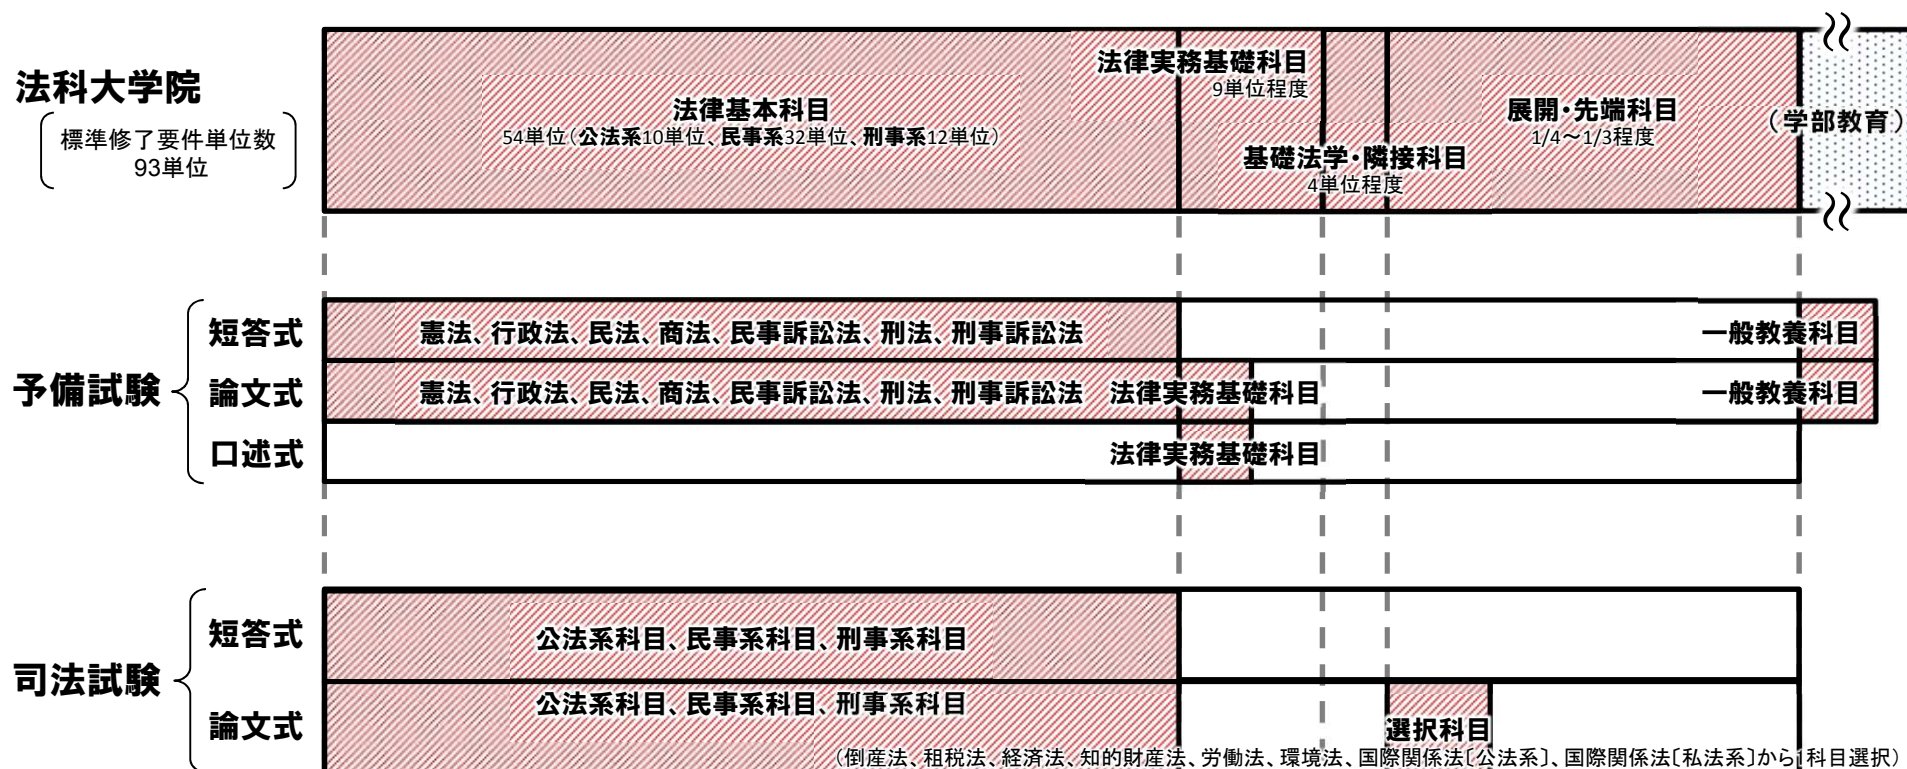 法科大学院
標準修了要件単位数
93単位
法律基本科目
54単位(公法系10単位、民事系32単位、刑事系12単位)
法律実務基礎科目
9単位程度
基礎法学・隣接科目
4単位程度
展開・先端科目
1/4～1/3程度
(学部教育)
予備試験
短答式
憲法、行政法、民法、商法、民事訴訟法、刑法、刑事訴訟法
一般教養科目
論文式
憲法、行政法、民法、商法、民事訴訟法、刑法、刑事訴訟法
法律実務基礎科目
一般教養科目
口述式
法律実務基礎科目
司法試験
短答式
公法系科目、民事系科目、刑事系科目
論文式
公法系科目、民事系科目、刑事系科目
選択科目
(倒産法、租税法、経済法、知的財産法、労働法、環境法、国際関係法〔公法系〕、国際関係法〔私法系〕から1科目選択)